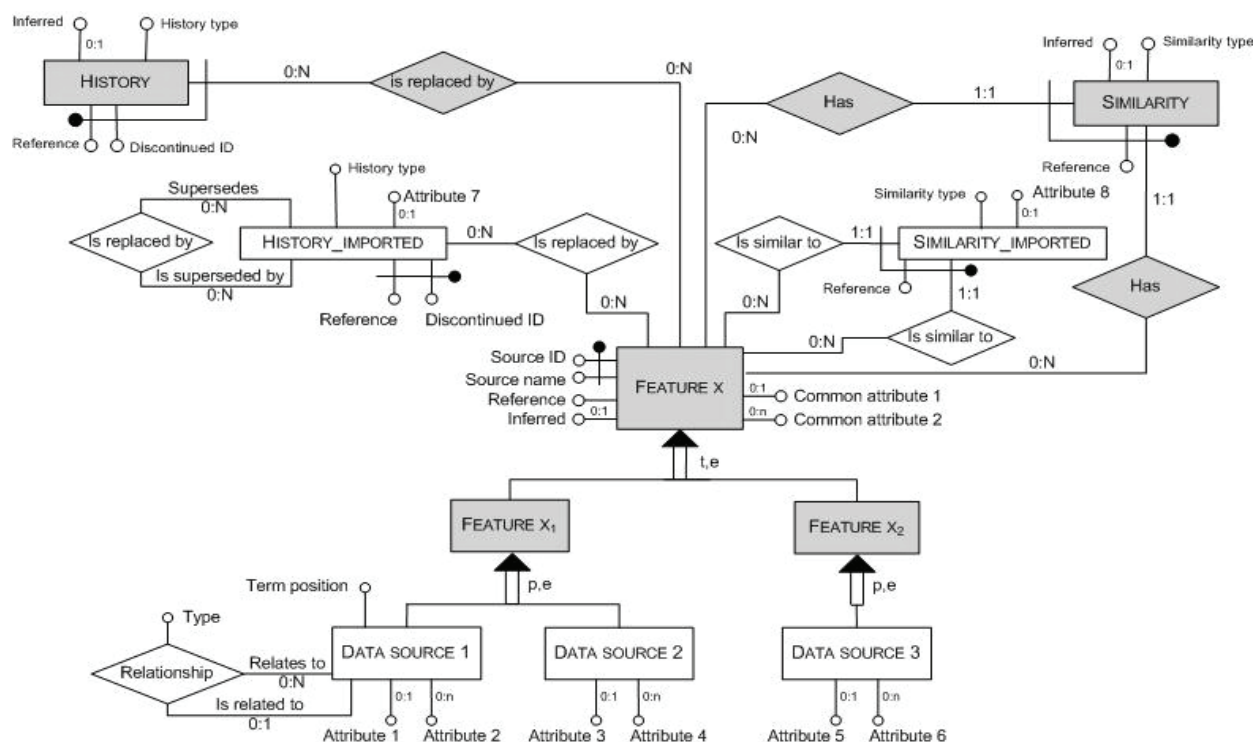 Inferred
History type
0:1
HISTORY
0:N
is replaced by
0:N
Reference
Discontinued ID
Inferred
Similarity type
0:1
Has
1:1
SIMILARITY
0:N
Reference
1:1
Has
0:N
History type
Supersedes
0:N
Attribute 7
0:1
Is replaced by
HISTORY_IMPORTED
0:N
Is replaced by
Is superseded by
0:N
0:N
Reference
Discontinued ID
Similarity type
Attribute 8
0:1
Is similar to
1:1
SIMILARITY_IMPORTED
Reference
1:1
0:N
0:N
Is similar to
Source ID
Source name
Reference
Inferred
0:1
FEATURE X
0:1
Common attribute 1
0:n
Common attribute 2
t,e
FEATURE X1
FEATURE X2
p,e
p,e
Term position
Type
Relationship
Relates to
0:N
Is related to
0:1
DATA SOURCE 1
DATA SOURCE 2
DATA SOURCE 3
0:1
0:n
0:1
0:n
0:1
0:n
Attribute 1
Attribute 2
Attribute 3
Attribute 4
Attribute 5
Attribute 6